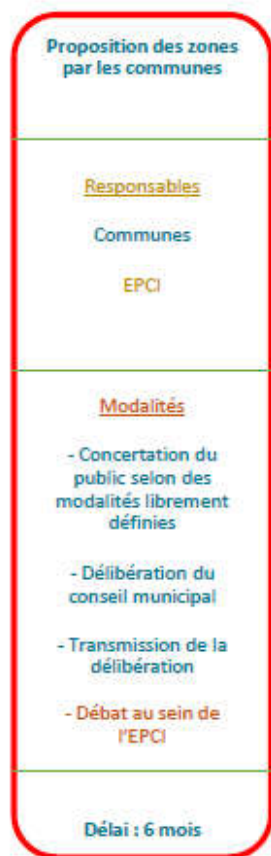 Proposition des zones
par les communes
Responsables
Communes
EPCI
Modalités
- Concertation du
public selon des
modalités librement
définies
- Délibération du
conseil municipal
- Transmission de la
délibération
- Débat au sein de
l'EPCI
Délai : 6 mois